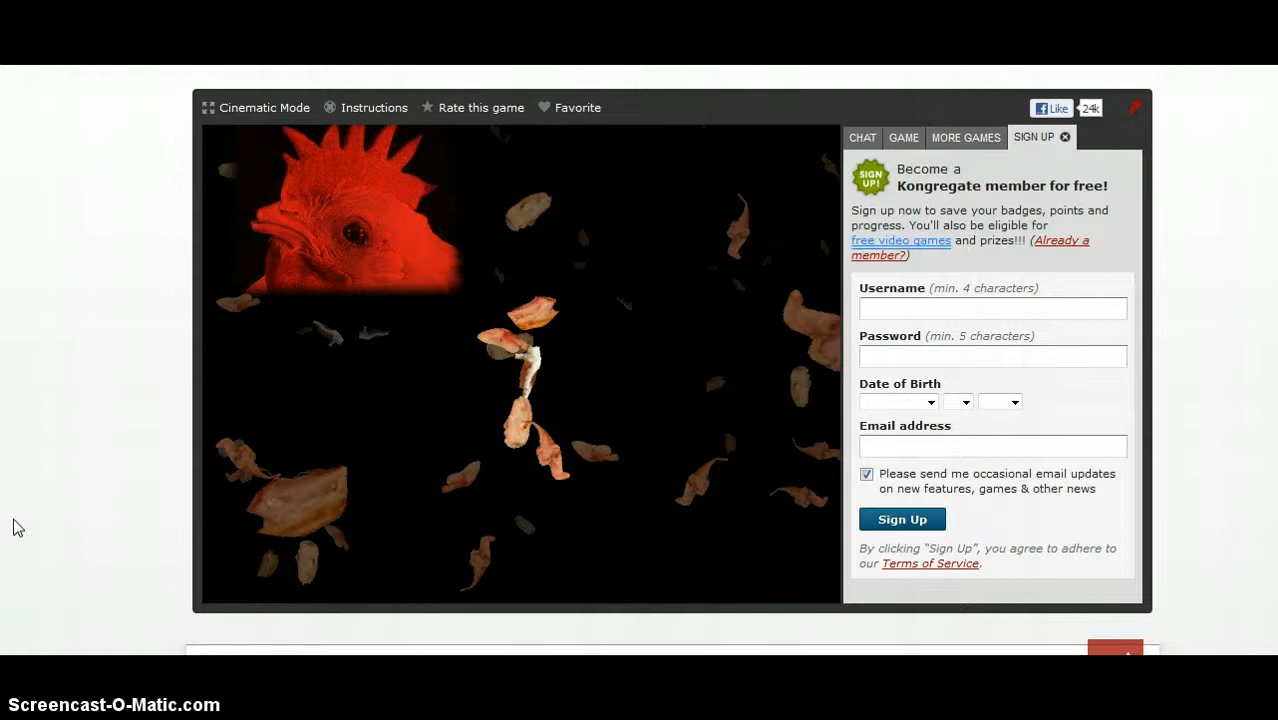 Cinematic Mode Instructions Rate this game Favorite Like 24k
CHAT GAME MORE GAMES SIGN UP
SIGN UP!
Become a
Kongregate member for free!
Sign up now to save your badges, points and
progress. You'll also be eligible for
free video games and prizes!!! (Already a
member?)
Username (min. 4 characters)
Password (min. 5 characters)
Date of Birth
Email address
Please send me occasional email updates
on new features, games & other news
Sign Up
By clicking “Sign Up”, you agree to adhere to
our Terms of Service.
Screencast-O-Matic.com